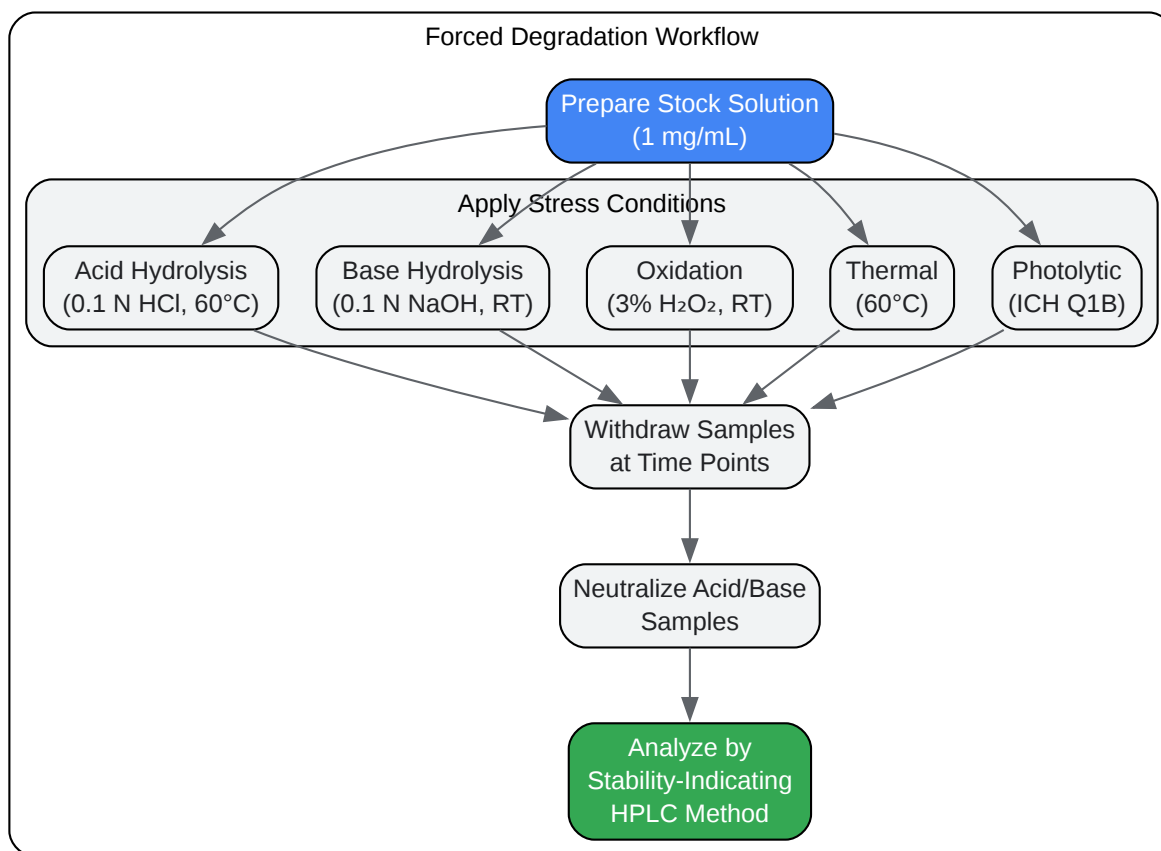 Forced Degradation Workflow
Prepare Stock Solution
(1 mg/mL)
Apply Stress Conditions
Acid Hydrolysis
(0.1 N HCl, 60°C)
Base Hydrolysis
(0.1 N NaOH, RT)
Oxidation
(3% H₂O₂, RT)
Thermal
(60°C)
Photolytic
(ICH Q1B)
Withdraw Samples
at Time Points
Neutralize Acid/Base
Samples
Analyze by
Stability-Indicating
HPLC Method